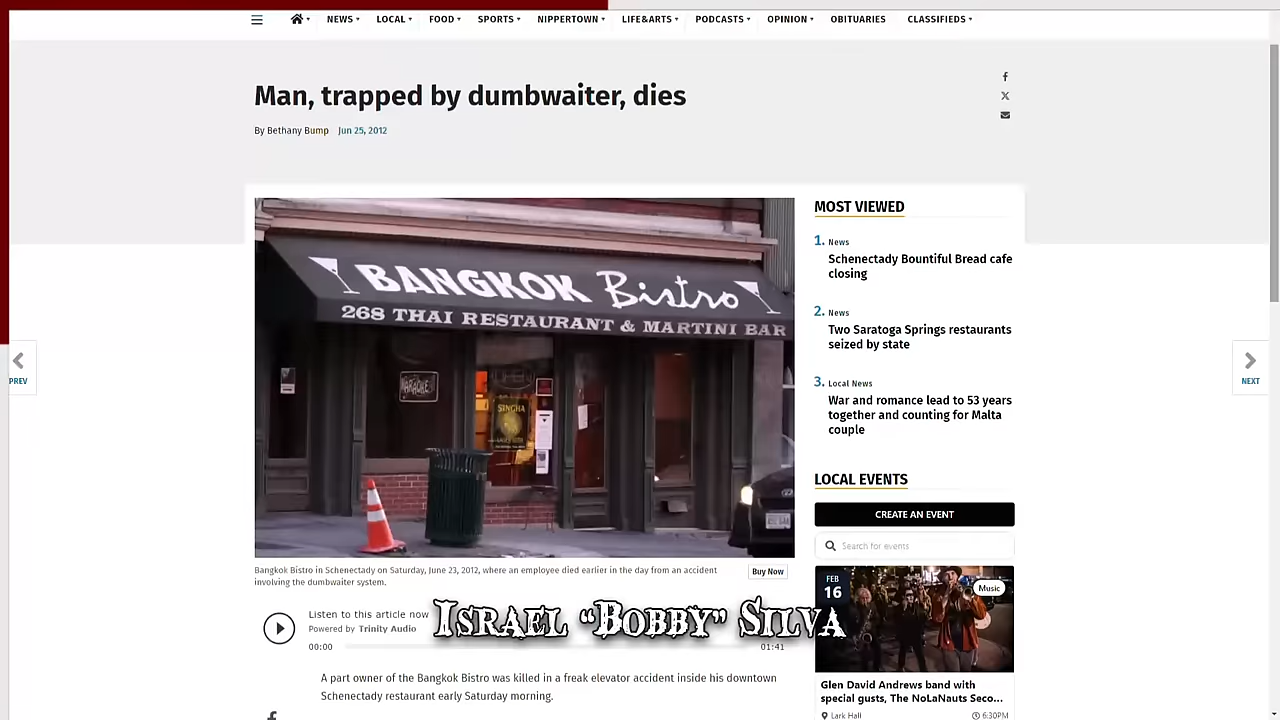 NEWS LOCAL FOOD SPORTS NIPPERTOWN LIFE&ARTS PODCASTS OPINION OBITUARIES CLASSIFIEDS
Man, trapped by dumbwaiter, dies
By Bethany Bump Jun 25, 2012
PREV
NEXT
BANGKOK Bistro
268 THAI RESTAURANT & MARTINI BAR
KARAOKE
SINGHA
Bangkok Bistro in Schenectady on Saturday, June 23, 2012, where an employee died earlier in the day from an accident
involving the dumbwaiter system.
Buy Now
Listen to this article now
Powered by Trinity Audio
00:00
01:41
ISRAEL “BOBBY” SILVA
A part owner of the Bangkok Bistro was killed in a freak elevator accident inside his downtown
Schenectady restaurant early Saturday morning.
MOST VIEWED
1. News
Schenectady Bountiful Bread cafe
closing
2. News
Two Saratoga Springs restaurants
seized by state
3. Local News
War and romance lead to 53 years
together and counting for Malta
couple
LOCAL EVENTS
CREATE AN EVENT
Search for events
FEB
16
Music
Glen David Andrews band with
special gusts, The NoLaNauts Seco...
Lark Hall
6:30PM